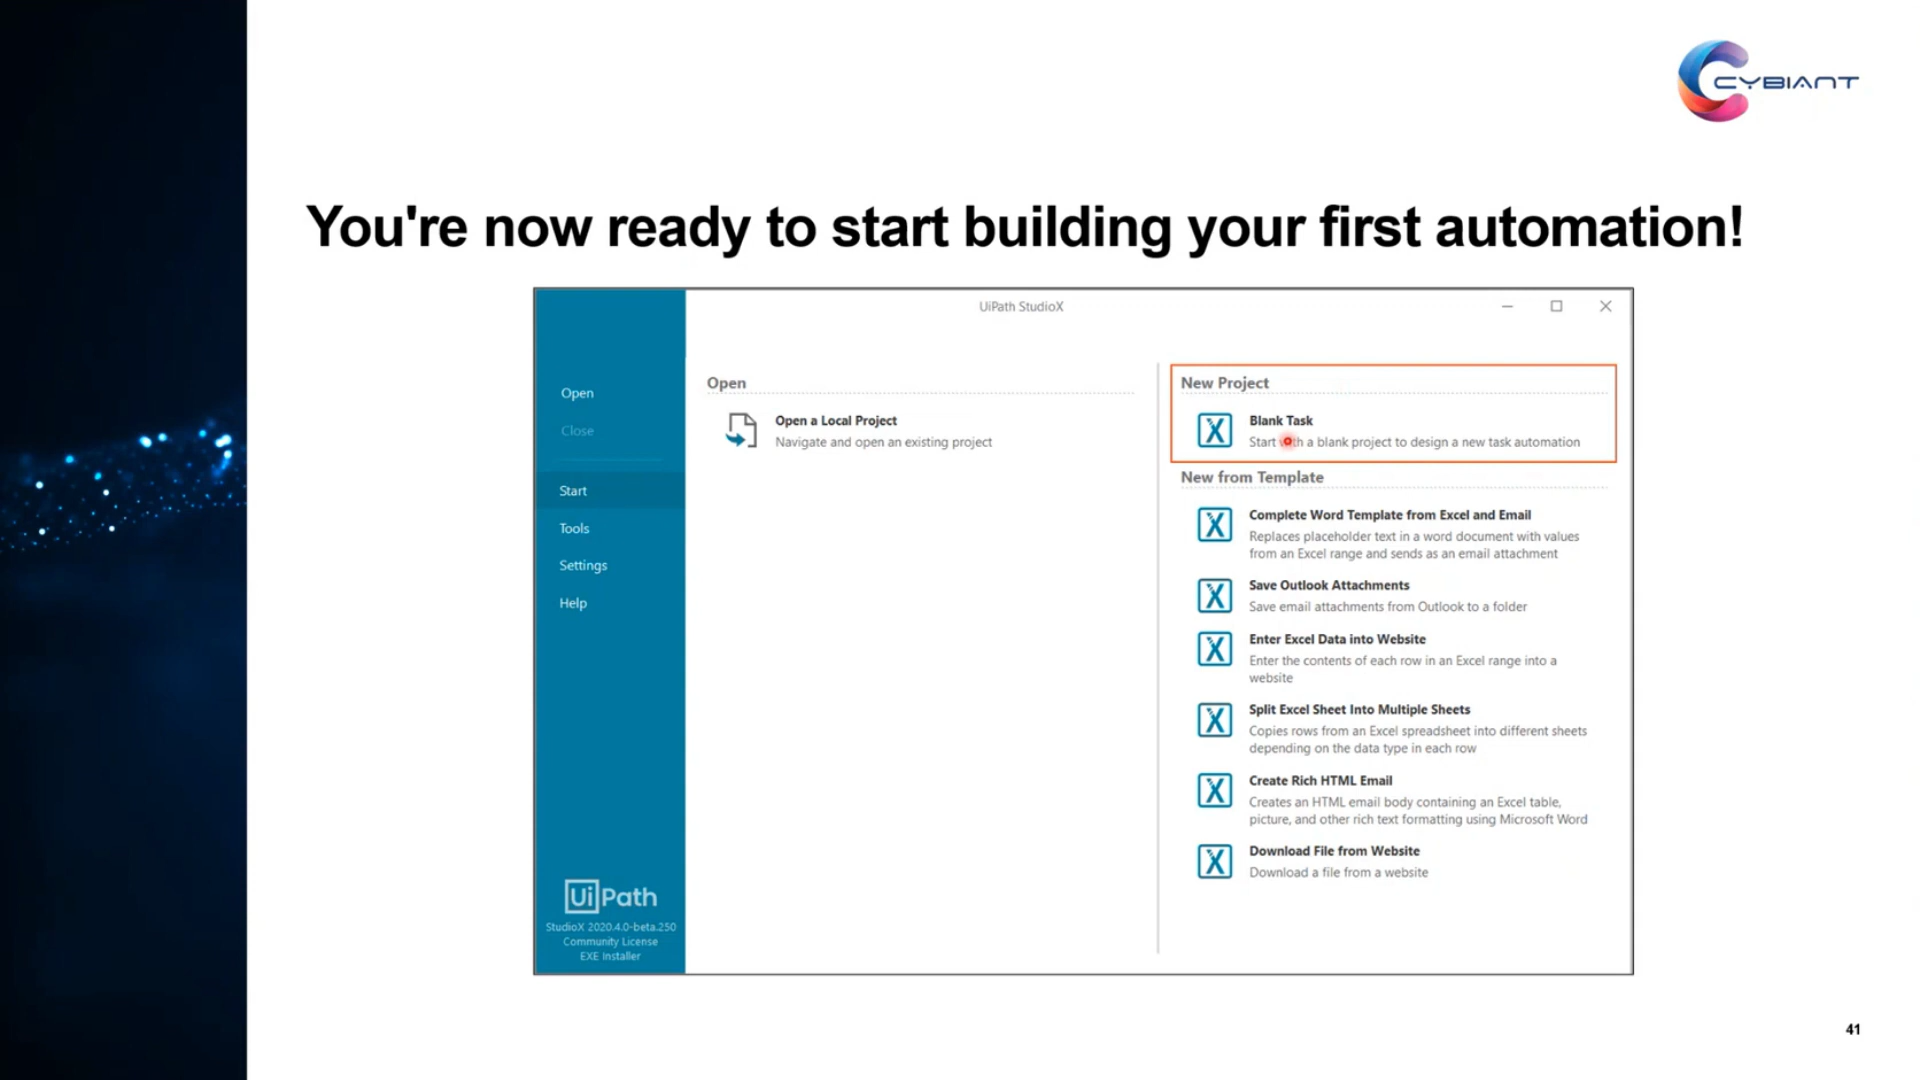 CYBIANT
You're now ready to start building your first automation!
UiPath StudioX
Open
Close
Start
Tools
Settings
Help
UiPath
StudioX 2020.4.0-beta.250
Community License
EXE Installer
Open
Open a Local Project
Navigate and open an existing project
New Project
Blank Task
Start with a blank project to design a new task automation
New from Template
Complete Word Template from Excel and Email
Replaces placeholder text in a word document with values
from an Excel range and sends as an email attachment
Save Outlook Attachments
Save email attachments from Outlook to a folder
Enter Excel Data into Website
Enter the contents of each row in an Excel range into a
website
Split Excel Sheet Into Multiple Sheets
Copies rows from an Excel spreadsheet into different sheets
depending on the data type in each row
Create Rich HTML Email
Creates an HTML email body containing an Excel table,
picture, and other rich text formatting using Microsoft Word
Download File from Website
Download a file from a website
41